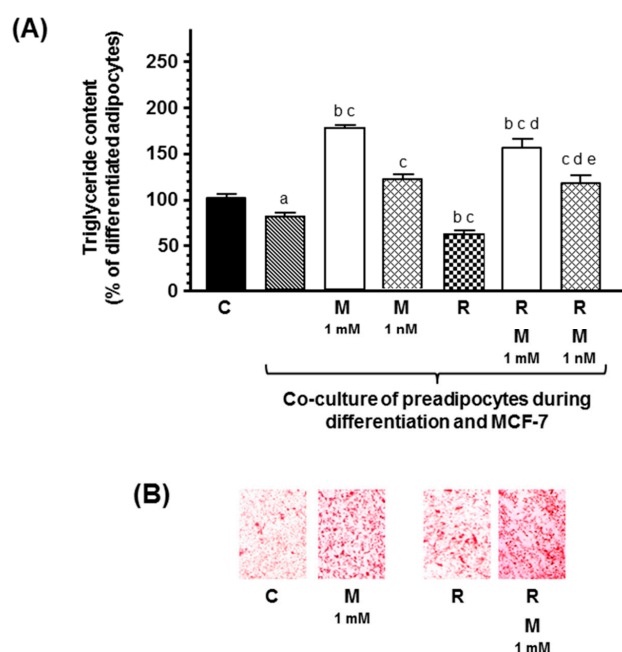 (A)
Triglyceride content
(% of differentiated adipocytes)
250
200
150
100
50
0
a
b c
c
b c
b c d
c d e
C
M
1 mM
M
1 nM
R
R
M
1 mM
R
M
1 nM
Co-culture of preadipocytes during
differentiation and MCF-7
(B)
C
M
1 mM
R
R
M
1 mM